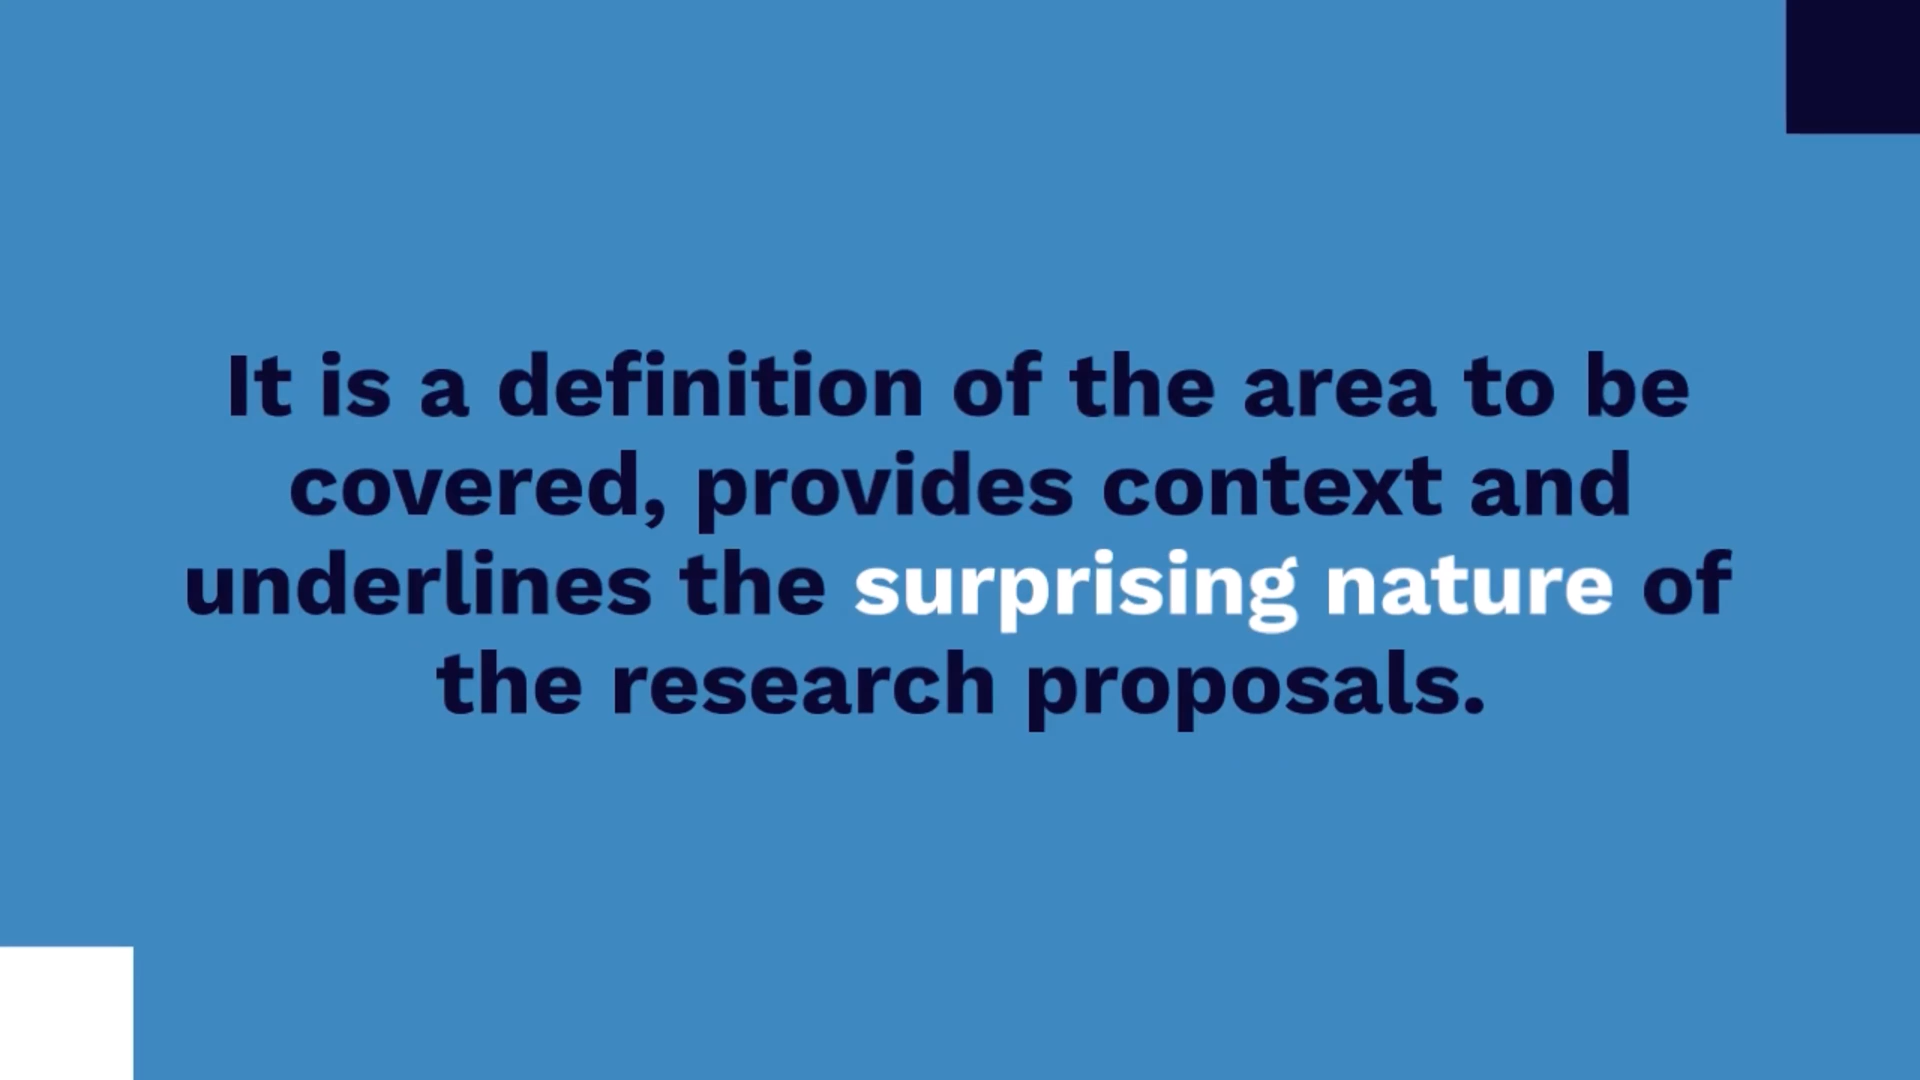 It is a definition of the area to be
covered, provides context and
underlines the surprising nature of
the research proposals.